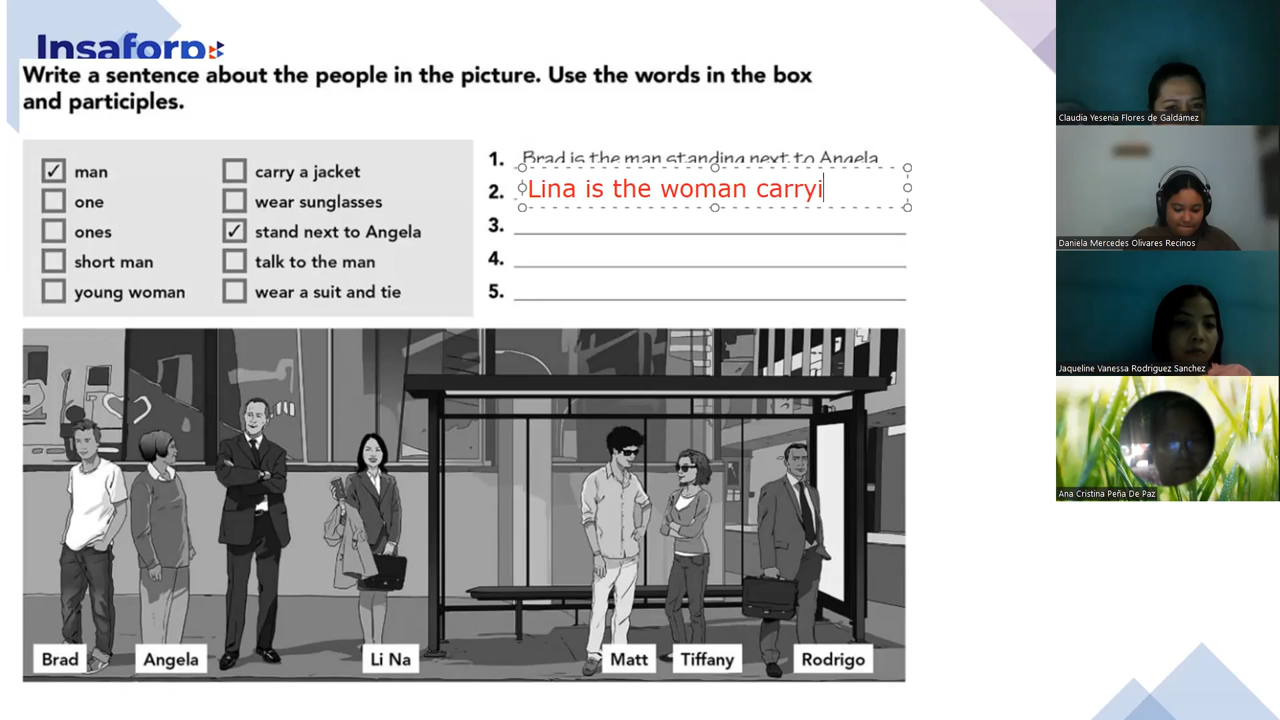 Insaforp
Write a sentence about the people in the picture. Use the words in the box
and participles.
✓ man
one
ones
short man
young woman
carry a jacket
wear sunglasses
✓ stand next to Angela
talk to the man
wear a suit and tie
1. Brad is the man standing next to Angela
2. Lina is the woman carryi
3.
4.
5.
Brad
Angela
Li Na
Matt
Tiffany
Rodrigo
Claudia Yesenia Flores de Galdámez
Daniela Mercedes Olivares Recinos
Jaqueline Vanessa Rodriguez Sanchez
Ana Cristina Peña De Paz